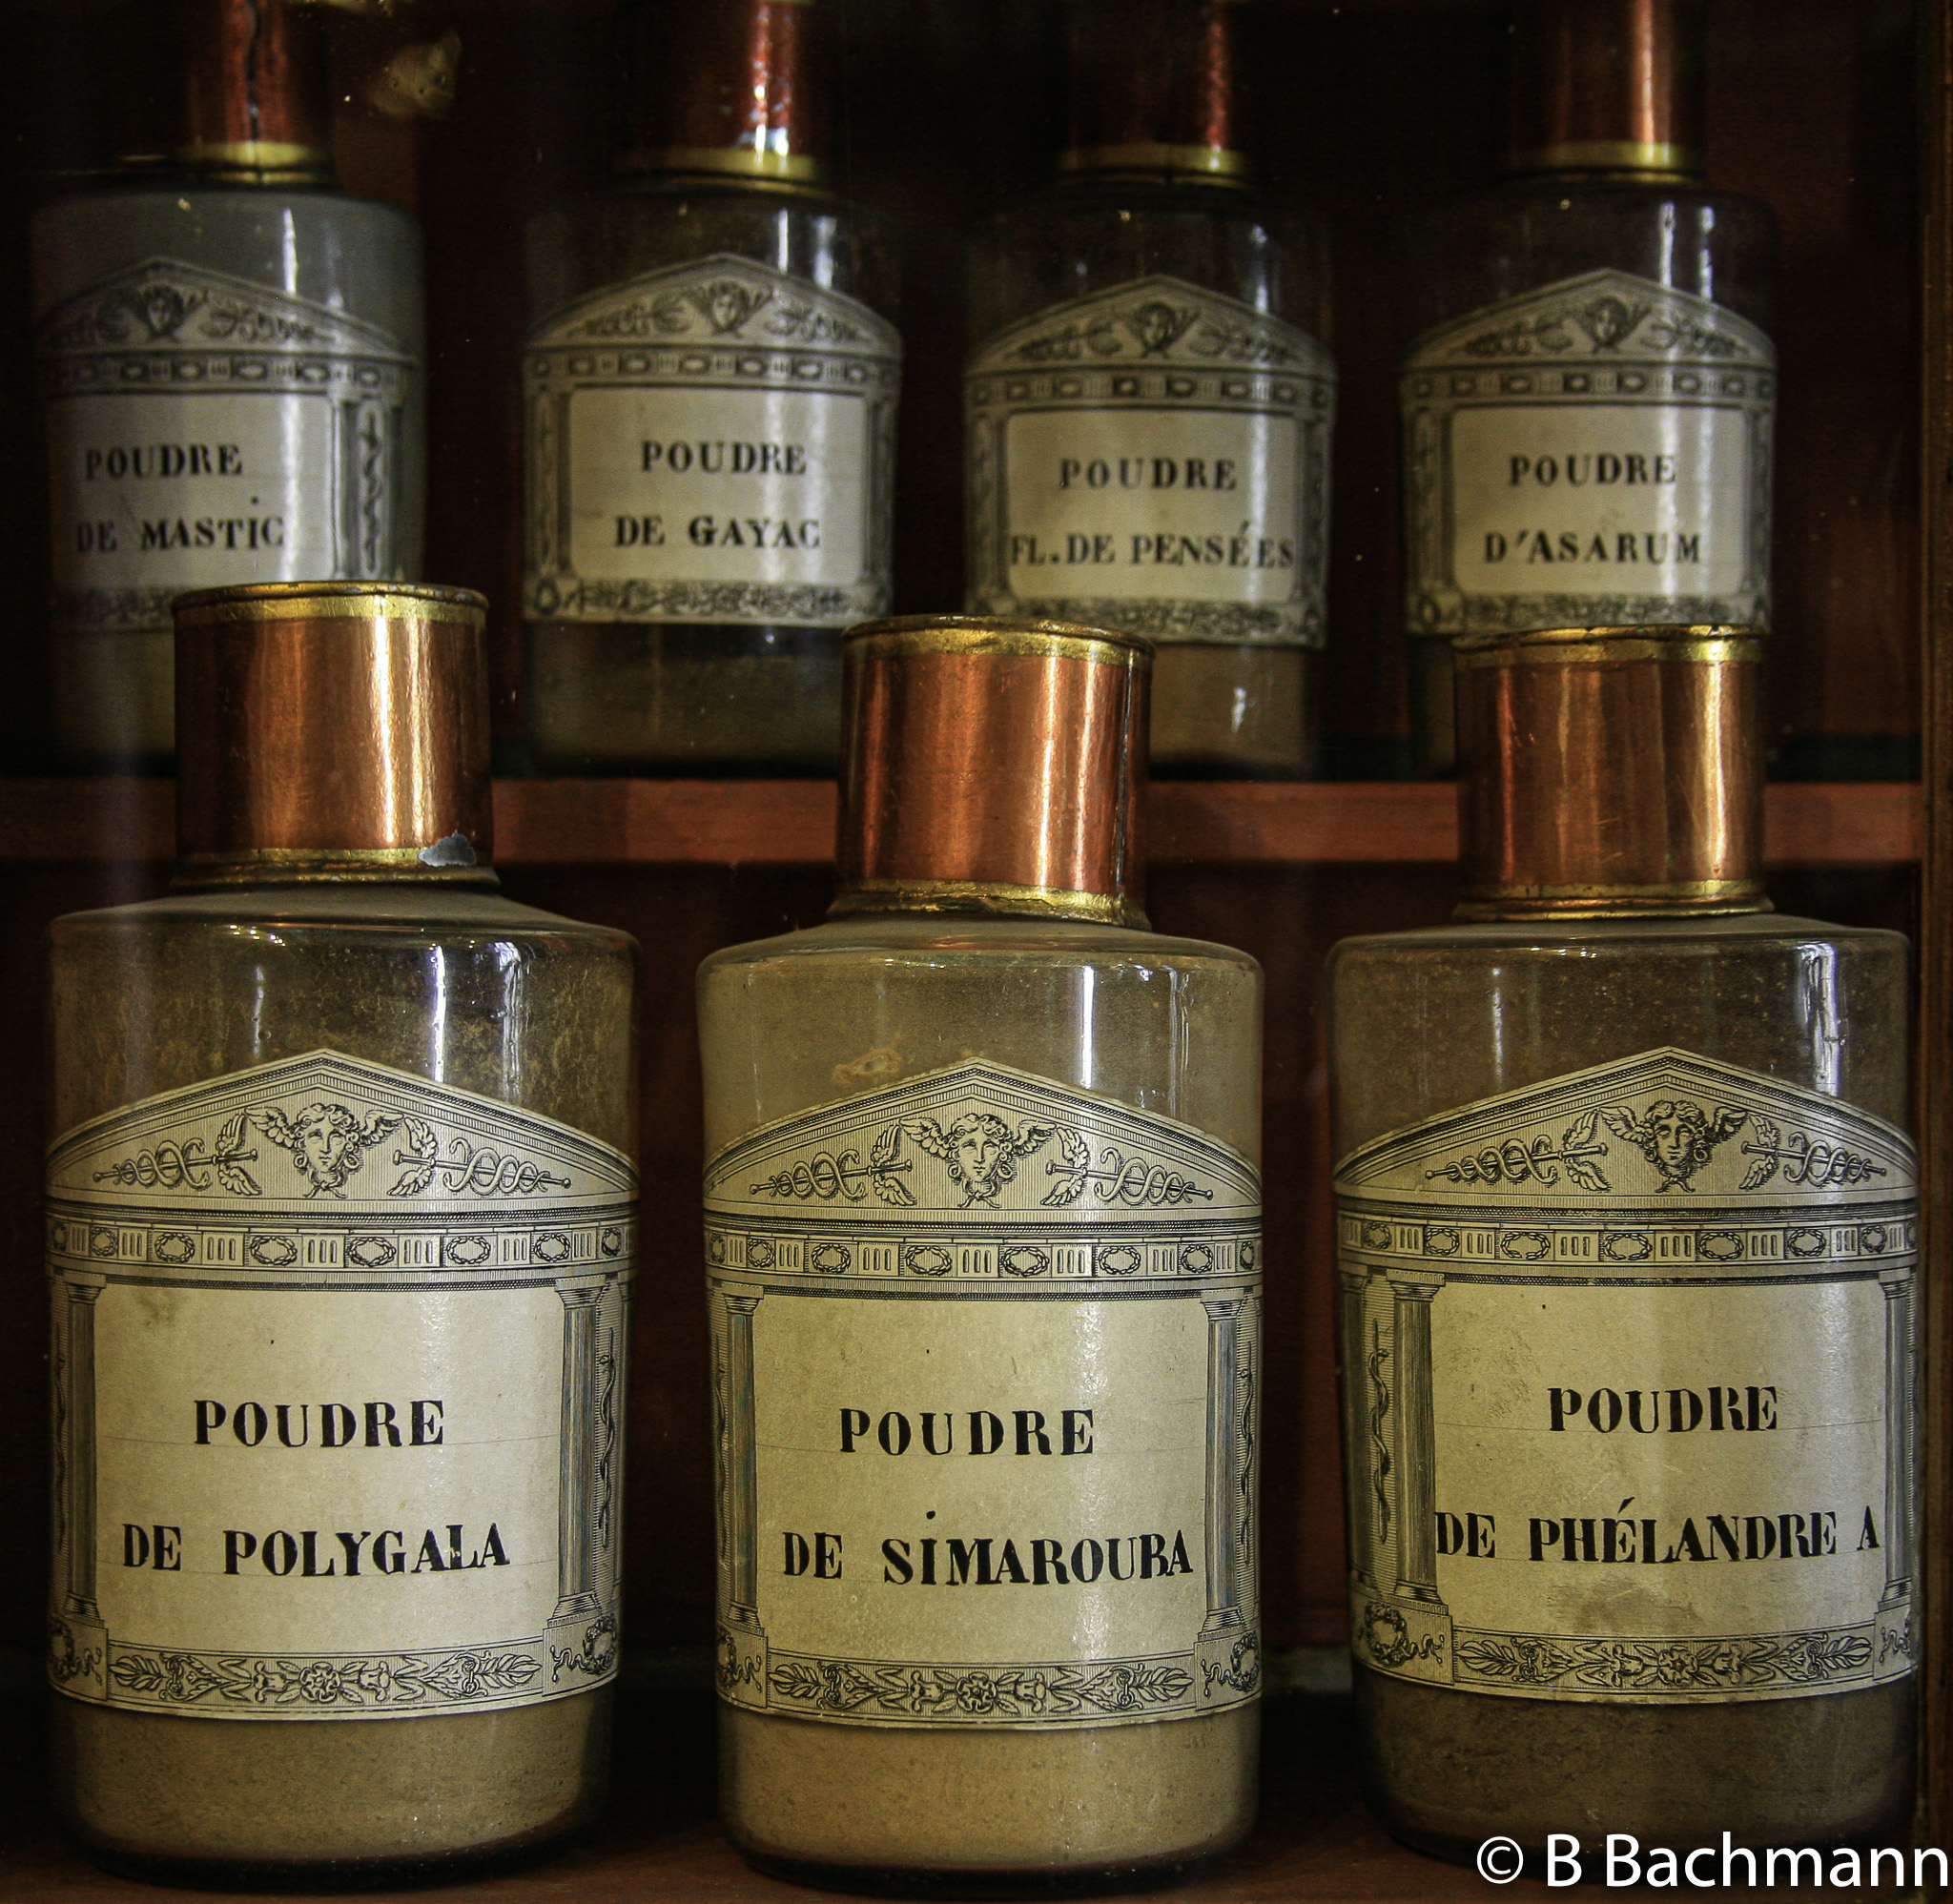 POUDRE
DE MASTIC
POUDRE
DE GAYAC
POUDRE
FL. DE PENSÉES
POUDRE
D'ASARUM
POUDRE
DE POLYGALA
POUDRE
DE SIMAROUBA
POUDRE
DE PHÉLANDRE A
© B Bachmann